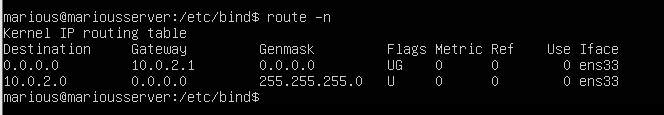 marious@mariousserver:/etc/bind$ route -n
Kernel IP routing table
Destination     Gateway         Genmask         Flags Metric Ref    Use Iface
0.0.0.0         10.0.2.1        0.0.0.0         UG    0      0        0 ens33
10.0.2.0        0.0.0.0         255.255.255.0   U     0      0        0 ens33
marious@mariousserver:/etc/bind$